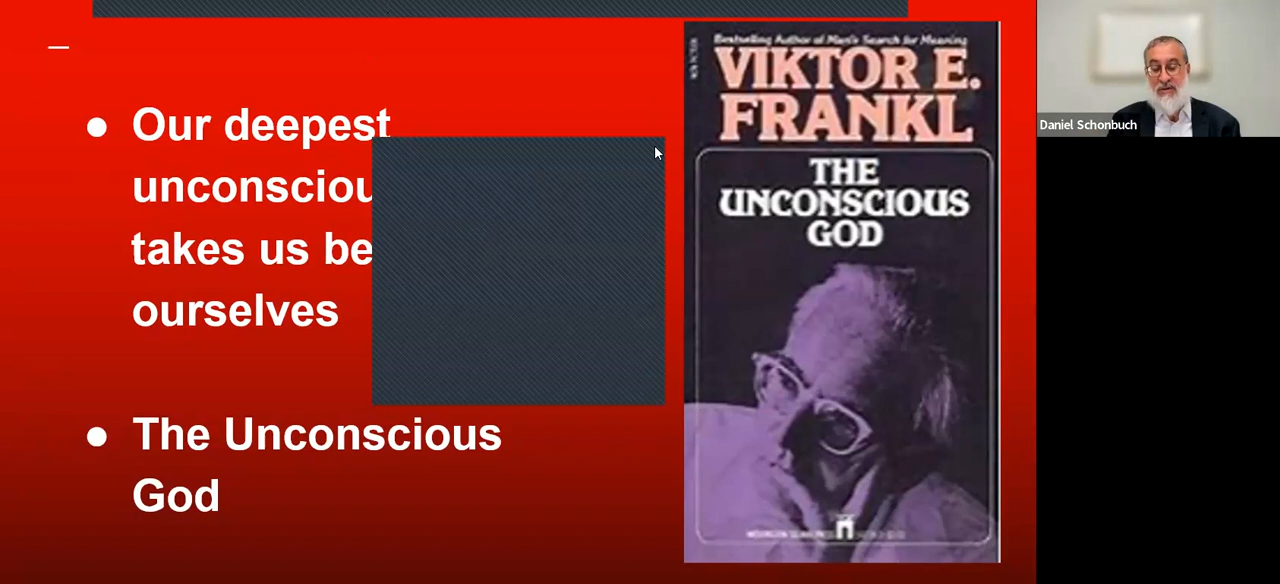 Our deepest
unconsciou
takes us be
ourselves
The Unconscious
God
Bestselling Author of Man's Search for Meaning
VIKTOR E.
FRANKL
THE
UNCONSCIOUS
GOD
Daniel Schonbuch